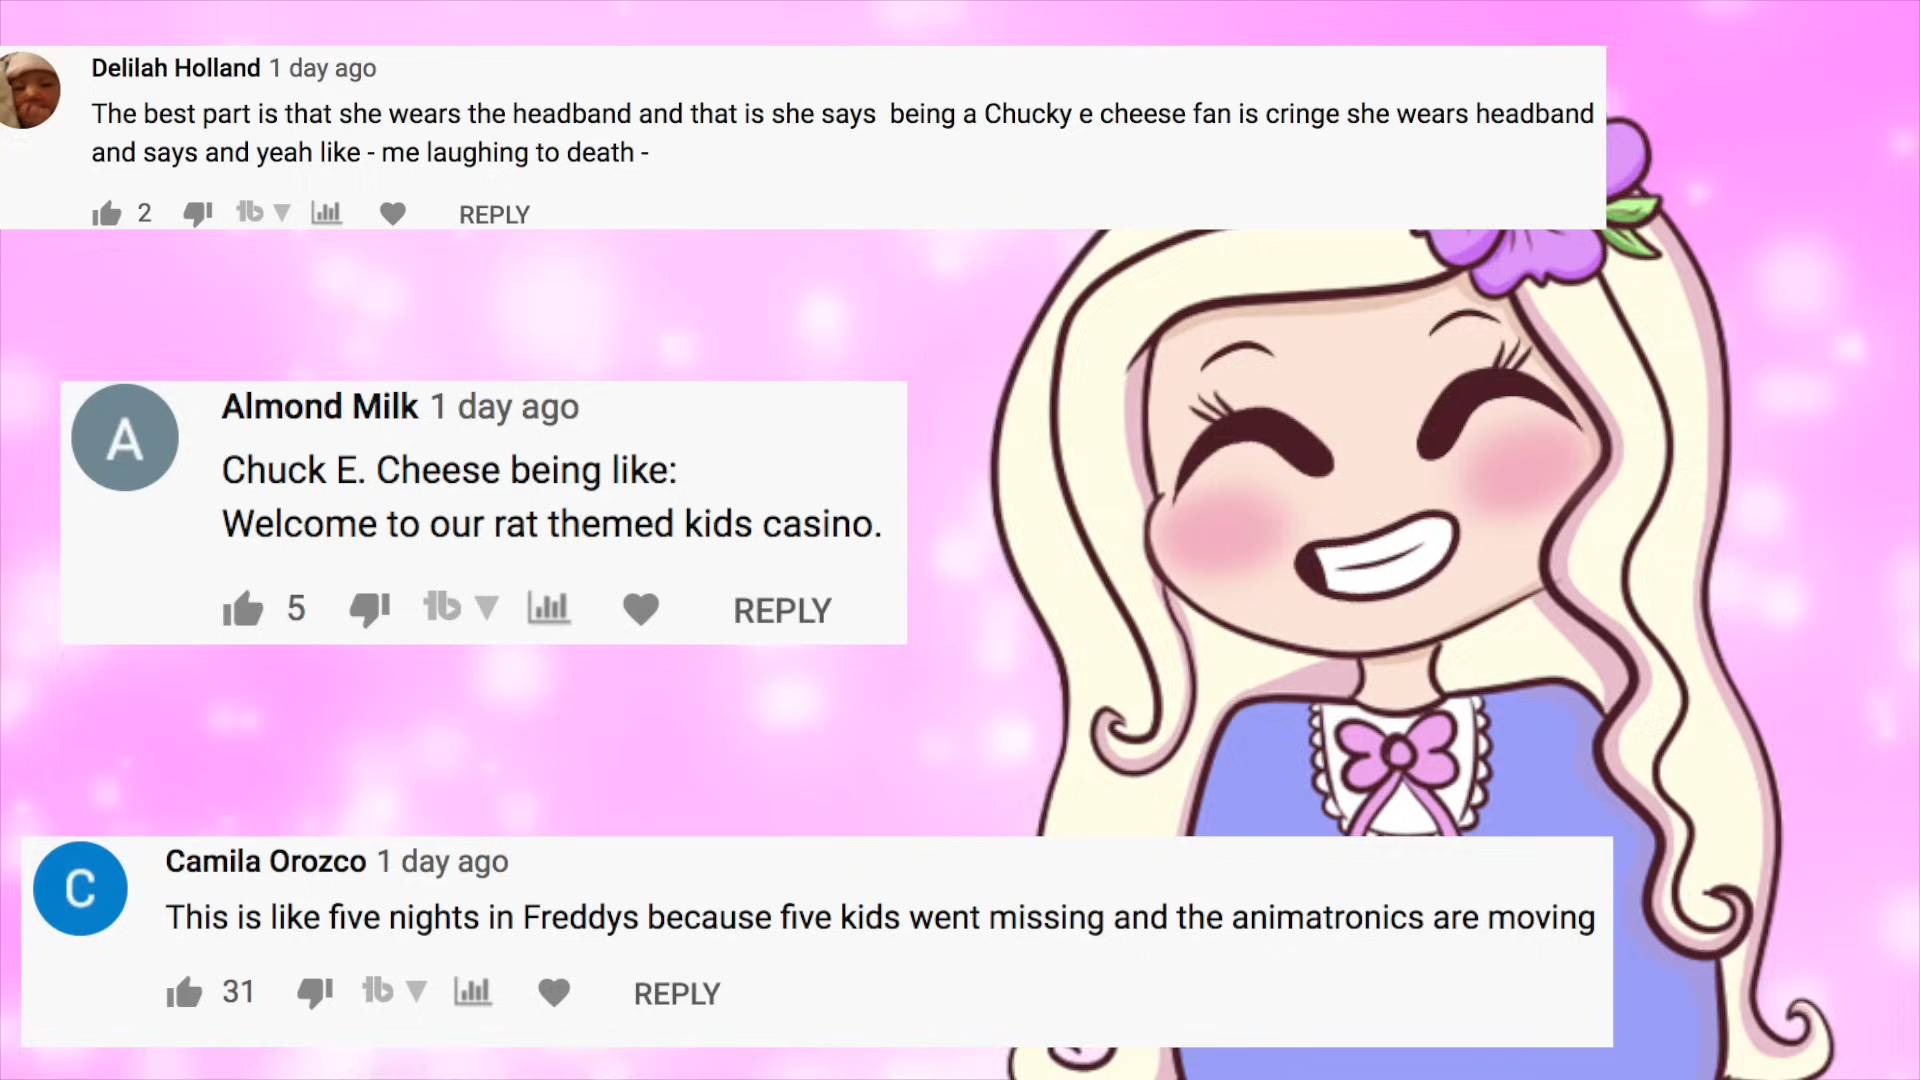 Delilah Holland 1 day ago
The best part is that she wears the headband and that is she says  being a Chucky e cheese fan is cringe she wears headband
and says and yeah like - me laughing to death -
2 tb REPLY
A
Almond Milk 1 day ago
Chuck E. Cheese being like:
Welcome to our rat themed kids casino.
5 tb REPLY
C
Camila Orozco 1 day ago
This is like five nights in Freddys because five kids went missing and the animatronics are moving
31 tb REPLY